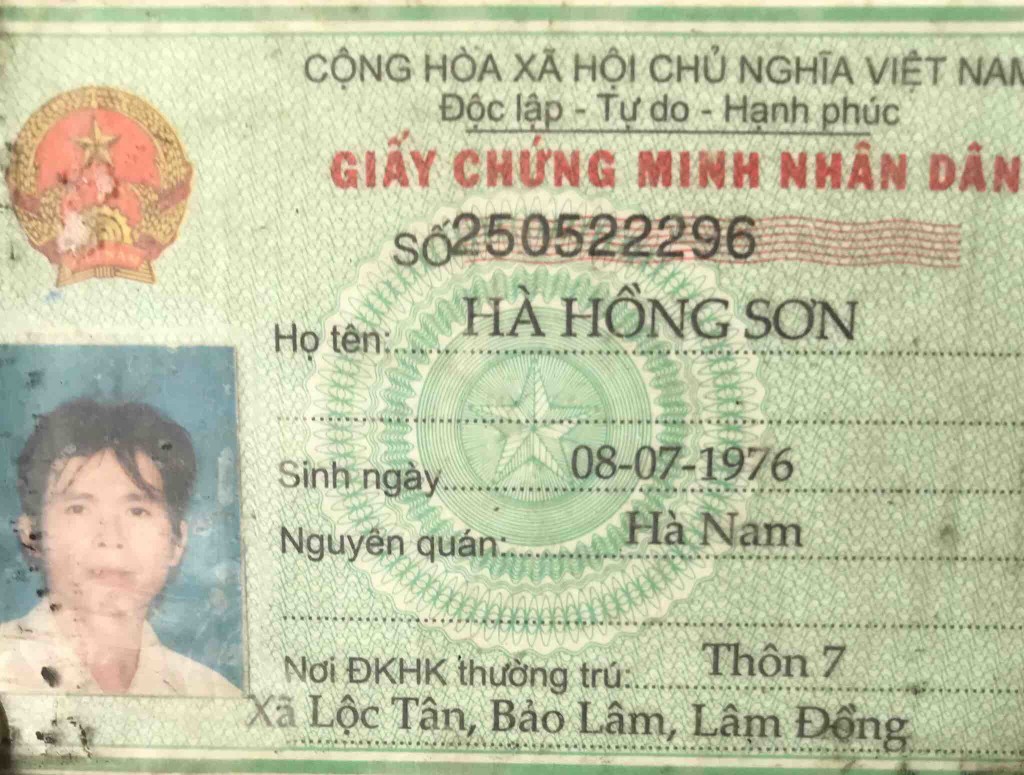 CỘNG HÒA XÃ HỘI CHỦ NGHĨA VIỆT NAM
Độc lập - Tự do - Hạnh phúc
GIẤY CHỨNG MINH NHÂN DÂN
SỐ 250522296
Họ tên: HÀ HỒNG SƠN
Sinh ngày 08-07-1976
Nguyên quán: Hà Nam
Nơi ĐKHK thường trú: Thôn 7
Xã Lộc Tân, Bảo Lâm, Lâm Đồng